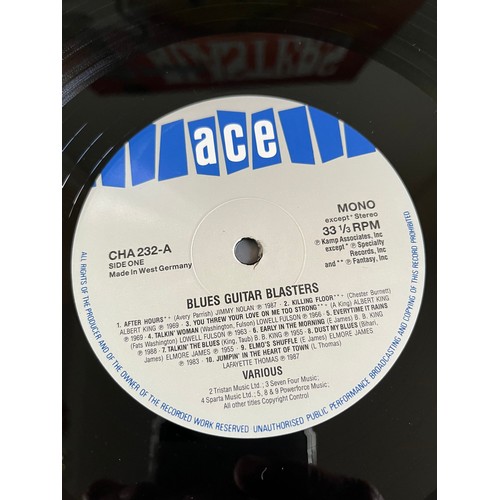 BLASTERS
ace
CHA 232-A
SIDE ONE
Made in West Germany
MONO
except * Stereo
33 1/3 RPM
℗ Kamp Associates, Inc
except ℗ * Specialty
Records, Inc
and ** ℗ Fantasy, Inc
BLUES GUITAR BLASTERS
1. AFTER HOURS** (Avery Parrish) JIMMY NOLAN ℗ 1987 - 2. KILLING FLOOR** (Chester Burnett)
ALBERT KING ℗ 1969 - 3. YOU THREW YOUR LOVE ON ME TOO STRONG (A King) ALBERT KING
℗ 1969 - 4. TALKIN' WOMAN (Washington, Fulson) LOWELL FULSON ℗ 1966 - 5. EVERYTIME IT RAINS
(Fats Washington) LOWELL FULSON ℗ 1963 - 6. EARLY IN THE MORNING (E James) B. B. KING
℗ 1988 - 7. TALKIN' THE BLUES (King, Taub) B. B. KING ℗ 1955 - 8. DUST MY BLUES (Bihari,
James) ELMORE JAMES ℗ 1955 - 9. ELMO'S SHUFFLE (E James) ELMORE JAMES
℗ 1983 - 10. JUMPIN' IN THE HEART OF TOWN (L Thomas)
LAFAYETTE THOMAS ℗ 1987
VARIOUS
2 Tristan Music Ltd.; 3 Seven Four Music;
4 Sparta Music Ltd.; 5, 8 & 9 Powerforce Music;
All other titles Copyright Control
ALL RIGHTS OF THE PRODUCER AND OF THE OWNER OF THE RECORDED WORK RESERVED UNAUTHORISED PUBLIC PERFORMANCE BROADCASTING AND COPYING OF THIS RECORD PROHIBITED